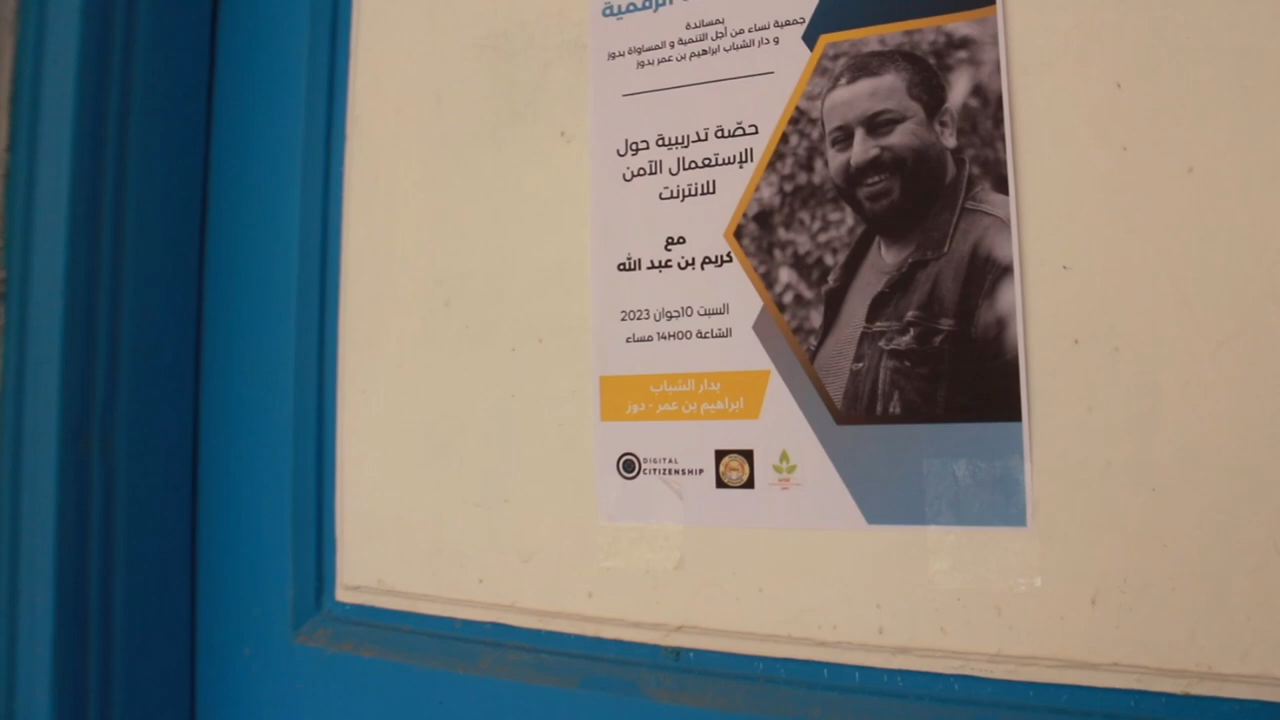 الرقمية
بمساندة
جمعية نساء من أجل التنمية و المساواة بدوز
و دار الشباب ابراهيم بن عمر بدوز
حصّة تدريبية حول
الإستعمال الآمن
للانترنت
مع
كريم بن عبد الله
السبت 10جوان 2023
الساعة 14H00 مساء
بدار الشباب
ابراهيم بن عمر - دوز
DIGITAL
CITIZENSHIP